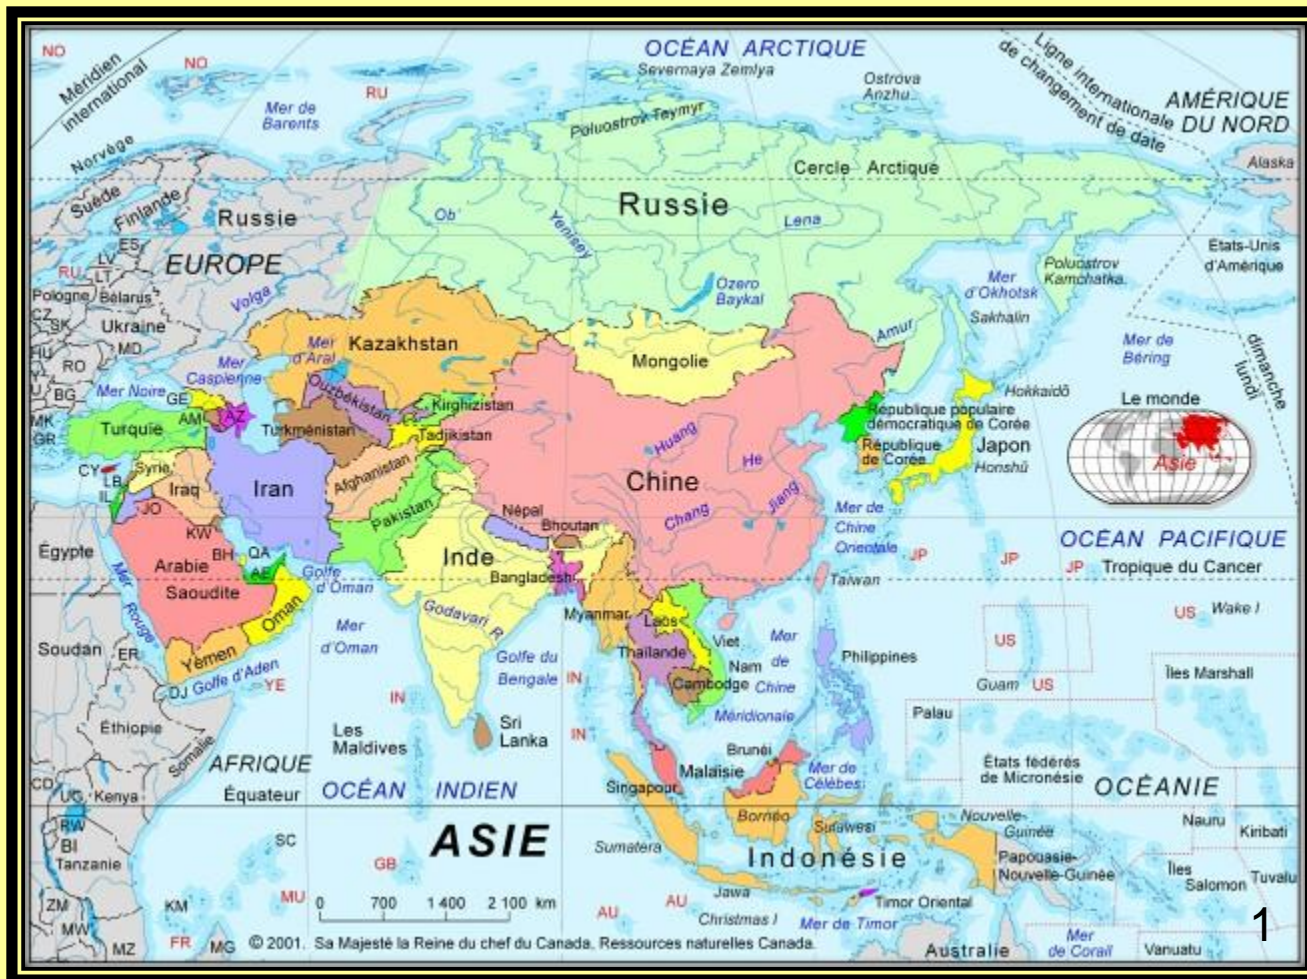 NO
NO
RU
Méridien
international
OCÉAN ARCTIQUE
Severnaya Zemlya
Ostrova
Anzhu
Ligne internationale
de changement de date
AMÉRIQUE
DU NORD
Alaska
Mer de
Barents
Poluostrov Teymyr
Cercle Arctique
Norvège
Suède
Finlande
Russie
Russie
Ob'
Yenisey
Lena
ES
LV
RU
LT
EUROPE
États-Unis
d'Amérique
Poluostrov
Kamchatka
Mer
d'Okhotsk
Sakhalin
Ozero
Baykal
Volga
Pologne
Bélarus
CZ
SK
Ukraine
MD
HU
RO
BG
MK
GR
Mer Noire
Mer
Caspienne
Mer
d'Aral
Kazakhstan
Mongolie
Amur
Mer de
Béring
dimanche
lundi
Hokkaidō
Le monde
Asie
GE
AM
AZ
Turquie
Ouzbékistan
Turkménistan
Kirghizistan
Tadjikistan
République populaire
démocratique de Corée
République
de Corée
Japon
Honshū
CY
LB
IL
Syrie
JO
Iraq
Iran
Afghanistan
Pakistan
Chine
Huang
He
Chang
Jiang
Népal
Bhoutan
Mer de
Chine
Orientale
JP
JP
JP
OCÉAN PACIFIQUE
Tropique du Cancer
Égypte
KW
BH
QA
AE
Arabie
Saoudite
Golfe
d'Oman
Inde
Bangladesh
Taiwan
Mer
Rouge
Oman
Mer
d'Oman
Godavari R
Myanmar
Laos
Viet
Nam
Thaïlande
Cambodge
Mer
de
Chine
Méridionale
Philippines
US
Wake I
US
Guam
US
Îles Marshall
Soudan
ER
Yémen
DJ
Golfe d'Aden
YE
IN
Golfe du
Bengale
IN
IN
Les
Maldives
Sri
Lanka
Palau
Éthiopie
Somalie
AFRIQUE
Équateur
OCÉAN INDIEN
Brunéi
Malaisie
Singapour
Mer de
Célèbes
États fédérés
de Micronésie
OCÉANIE
CD
UG
Kenya
RW
BI
Tanzanie
SC
GB
ASIE
Sumatera
Borneo
Sulawesi
Indonésie
Nouvelle-
Guinée
Papouasie-
Nouvelle-Guinée
Nauru
Kiribati
Îles
Salomon
Tuvalu
ZM
MW
MZ
KM
FR
MG
MU
0 700 1 400 2 100 km
AU
AU
Jawa
Christmas I
Timor Oriental
Mer de Timor
Australie
Mer
de Corail
Vanuatu
© 2001. Sa Majesté la Reine du chef du Canada, Ressources naturelles Canada.
1